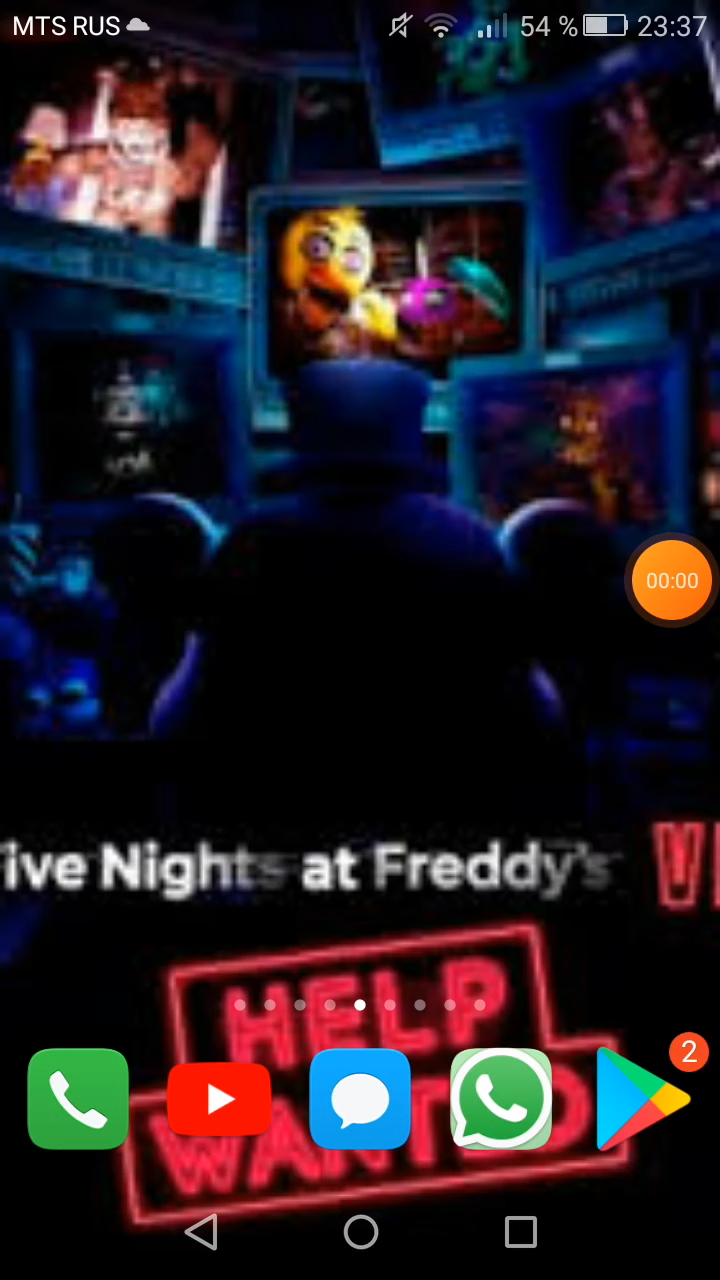 MTS RUS 54 % 23:37
00:00
ive Nights at Freddy's
HELP
WANTED
2